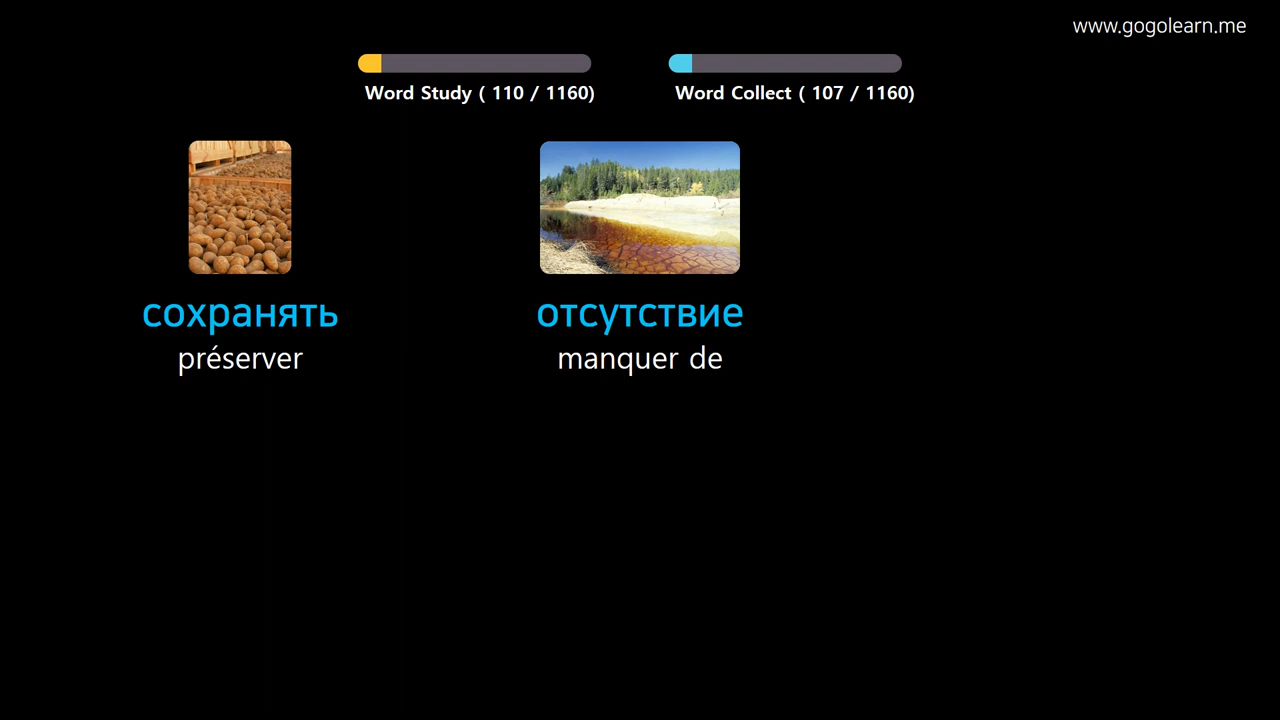 www.gogolearn.me
Word Study ( 110 / 1160)
Word Collect ( 107 / 1160)
сохранять
préserver
отсутствие
manquer de